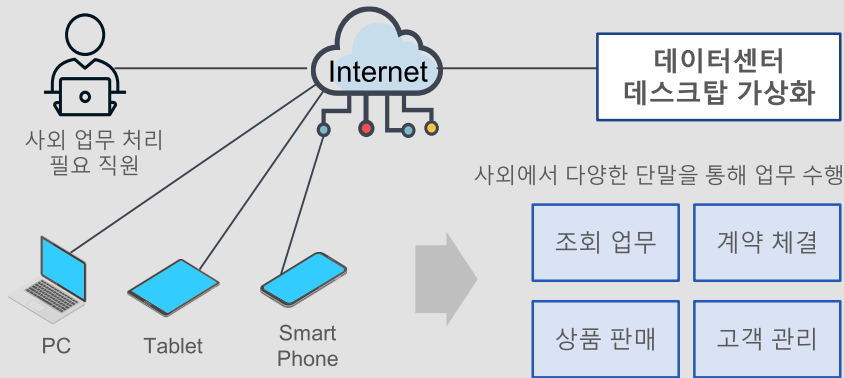 Internet
데이터센터
데스크탑 가상화
사외 업무 처리
필요 직원
사외에서 다양한 단말을 통해 업무 수행
조회 업무
계약 체결
상품 판매
고객 관리
PC
Tablet
Smart
Phone